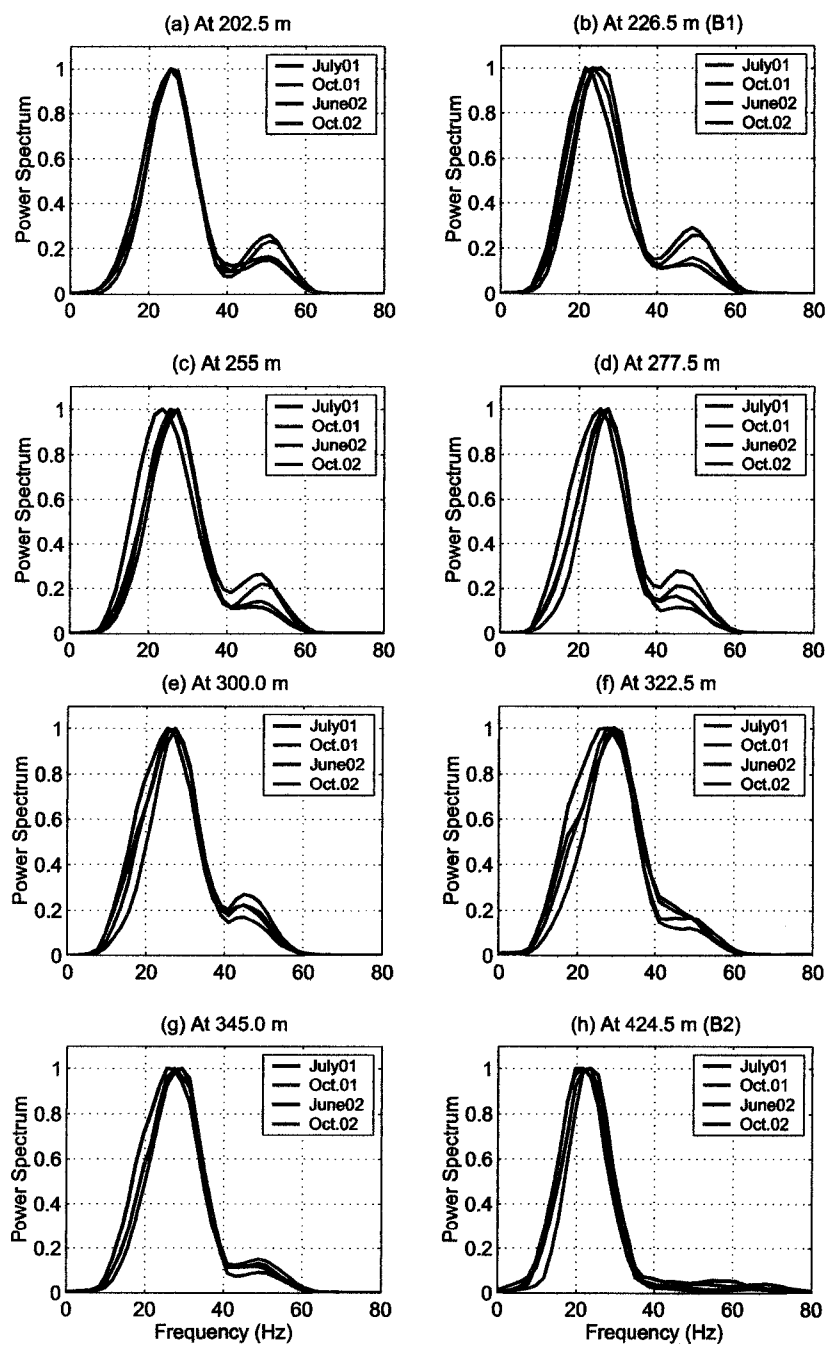 (a) At 202.5 m
Power Spectrum
1
0.8
0.6
0.4
0.2
0
0 20 40 60 80
July01
Oct.01
June02
Oct.02
(b) At 226.5 m (B1)
Power Spectrum
1
0.8
0.6
0.4
0.2
0
0 20 40 60 80
July01
Oct.01
June02
Oct.02
(c) At 255 m
Power Spectrum
1
0.8
0.6
0.4
0.2
0
0 20 40 60 80
July01
Oct.01
June02
Oct.02
(d) At 277.5 m
Power Spectrum
1
0.8
0.6
0.4
0.2
0
0 20 40 60 80
July01
Oct.01
June02
Oct.02
(e) At 300.0 m
Power Spectrum
1
0.8
0.6
0.4
0.2
0
0 20 40 60 80
July01
Oct.01
June02
Oct.02
(f) At 322.5 m
Power Spectrum
1
0.8
0.6
0.4
0.2
0
0 20 40 60 80
July01
Oct.01
June02
Oct.02
(g) At 345.0 m
Power Spectrum
1
0.8
0.6
0.4
0.2
0
0 20 40 60 80
Frequency (Hz)
July01
Oct.01
June02
Oct.02
(h) At 424.5 m (B2)
Power Spectrum
1
0.8
0.6
0.4
0.2
0
0 20 40 60 80
Frequency (Hz)
July01
Oct.01
June02
Oct.02